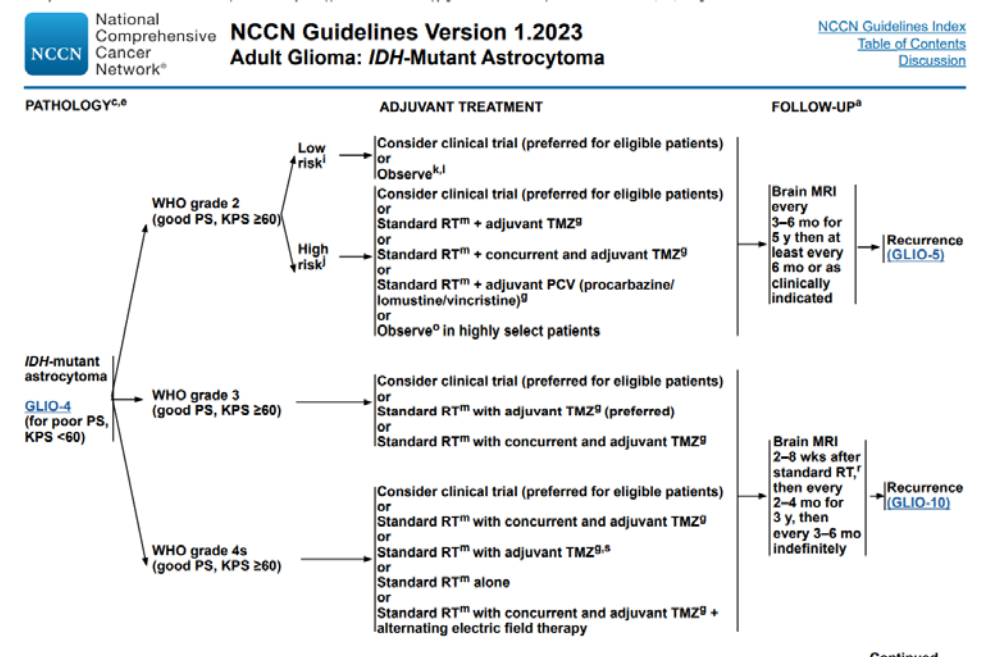 National
Comprehensive
Cancer
Network®
NCCN
NCCN Guidelines Version 1.2023
Adult Glioma: IDH-Mutant Astrocytoma
NCCN Guidelines Index
Table of Contents
Discussion
PATHOLOGYc,e
ADJUVANT TREATMENT
FOLLOW-UPa
IDH-mutant
astrocytoma
GLIO-4
(for poor PS,
KPS <60)
WHO grade 2
(good PS, KPS ≥60)
Low
riski
Consider clinical trial (preferred for eligible patients)
or
Observek,l
High
riskj
Consider clinical trial (preferred for eligible patients)
or
Standard RTm + adjuvant TMZg
or
Standard RTm + concurrent and adjuvant TMZg
or
Standard RTm + adjuvant PCV (procarbazine/
lomustine/vincristine)g
or
Observeo in highly select patients
Brain MRI
every
3–6 mo for
5 y then at
least every
6 mo or as
clinically
indicated
Recurrence
(GLIO-5)
WHO grade 3
(good PS, KPS ≥60)
Consider clinical trial (preferred for eligible patients)
or
Standard RTm with adjuvant TMZg (preferred)
or
Standard RTm with concurrent and adjuvant TMZg
WHO grade 4s
(good PS, KPS ≥60)
Consider clinical trial (preferred for eligible patients)
or
Standard RTm with concurrent and adjuvant TMZg
or
Standard RTm with adjuvant TMZg,s
or
Standard RTm alone
or
Standard RTm with concurrent and adjuvant TMZg +
alternating electric field therapy
Brain MRI
2–8 wks after
standard RT,r
then every
2–4 mo for
3 y, then
every 3–6 mo
indefinitely
Recurrence
(GLIO-10)